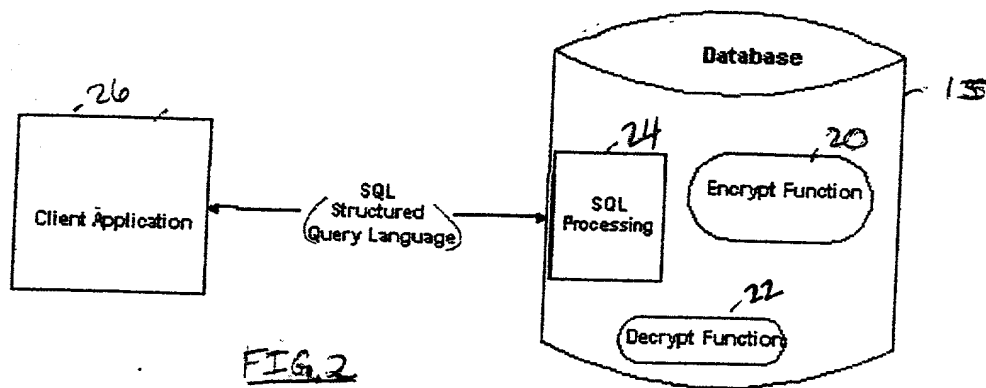 Database
26
24
20
SQL
Structured
Query Language
Client Application
SQL
Processing
Encrypt Function
22
Decrypt Function
FIG. 2